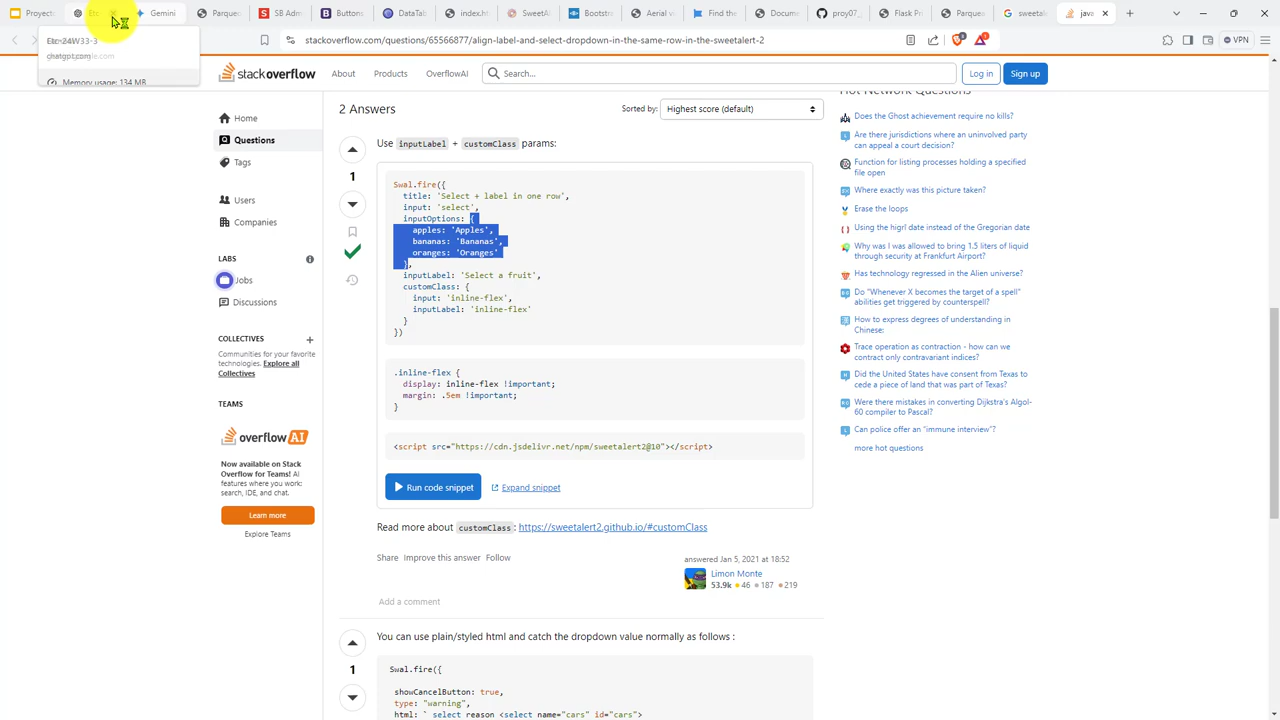 Project
Etc
Gemini
Parqueo
SB Adm
Buttons
DataTab
Sweet
Bootstr
Aerial v
Bootstr
Docum
proy07_
Flask Pr
Parqueo
sweetale
java
Etc-24W33-3
chatgpt.com
Memory usage: 134 MB
stackoverflow.com/questions/65566877/align-label-and-select-dropdown-in-the-same-row-in-the-sweetalert-2
VPN
stackoverflow
About
Products
OverflowAI
Search...
Log in
Sign up
Home
Questions
Tags
Users
Companies
LABS
Jobs
Discussions
COLLECTIVES
Communities for your favorite
technologies. Explore all
Collectives
TEAMS
overflow AI
Now available on Stack
Overflow for Teams! AI
features where you work:
search, IDE, and chat.
Learn more
Explore Teams
2 Answers
Sorted by:
Highest score (default)
1
Use inputLabel + customClass params:
Swal.fire({
title: 'Select + label in one row',
input: 'select',
inputOptions: {
apples: 'Apples',
bananas: 'Bananas',
oranges: 'Oranges'
},
inputLabel: 'Select a fruit',
customClass: {
input: 'inline-flex',
inputLabel: 'inline-flex'
}
})
.inline-flex {
display: inline-flex !important;
margin: .5em !important;
}
<script src="https://cdn.jsdelivr.net/npm/sweetalert2@10"></script>
Run code snippet
Expand snippet
Read more about customClass: https://sweetalert2.github.io/#customClass
Share Improve this answer Follow
answered Jan 5, 2021 at 18:52
Limon Monte
53.9k 46 187 219
Add a comment
1
You can use plain/styled html and catch the dropdown value normally as follows :
Swal.fire({
showCancelButton: true,
type: "warning",
html: ` select reason <select name="cars" id="cars">
Hot Network Questions
Does the Ghost achievement require no kills?
Are there jurisdictions where an uninvolved party
can appeal a court decision?
Function for listing processes holding a specified
file open
Where exactly was this picture taken?
Erase the loops
Using the higrl date instead of the Gregorian date
Why was I was allowed to bring 1.5 liters of liquid
through security at Frankfurt Airport?
Has technology regressed in the Alien universe?
Do "Whenever X becomes the target of a spell"
abilities get triggered by counterspell?
How to express degrees of understanding in
Chinese:
Trace operation as contraction - how can we
contract only contravariant indices?
Did the United States have consent from Texas to
cede a piece of land that was part of Texas?
Were there mistakes in converting Dijkstra's Algol-
60 compiler to Pascal?
Can police offer an "immune interview"?
more hot questions